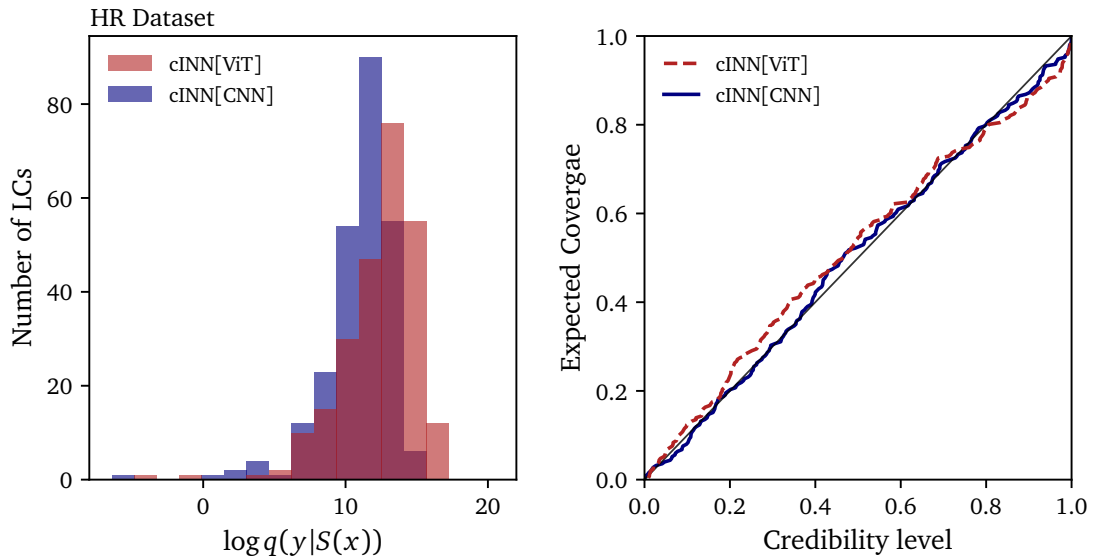 HR Dataset
cINN[ViT]
cINN[CNN]
80
60
40
20
0
Number of LCs
0 10 20
log q(y|S(x))
cINN[ViT]
cINN[CNN]
1.0
0.8
0.6
0.4
0.2
0.0
Expected Covergae
0.0 0.2 0.4 0.6 0.8 1.0
Credibility level